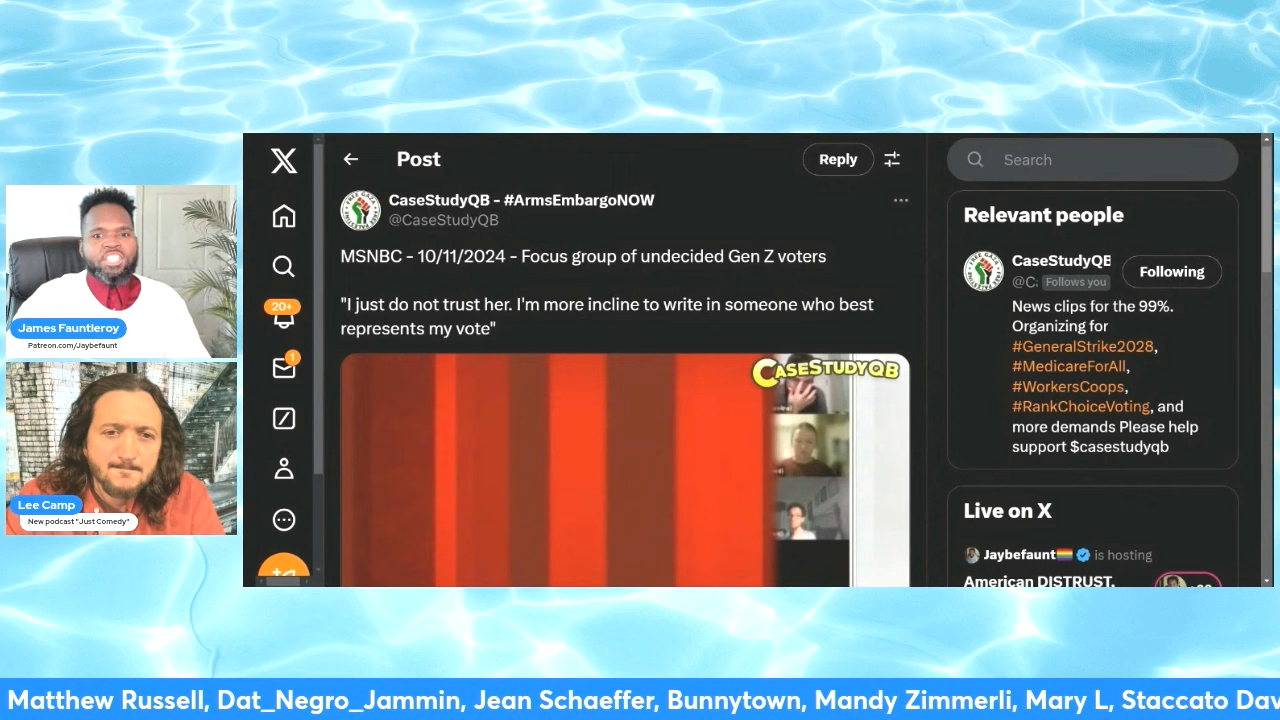 James Fauntleroy
Patreon.com/Jaybefaunt
Lee Camp
New podcast "Just Comedy"
20+
1
Post
Reply
CaseStudyQB - #ArmsEmbargoNOW
@CaseStudyQB
MSNBC - 10/11/2024 - Focus group of undecided Gen Z voters
"I just do not trust her. I'm more incline to write in someone who best
represents my vote"
CASESTUDYQB
Search
Relevant people
CaseStudyQB
@C. Follows you
Following
News clips for the 99%.
Organizing for
#GeneralStrike2028,
#MedicareForAll,
#WorkersCoops,
#RankChoiceVoting, and
more demands Please help
support $casestudyqb
Live on X
Jaybefaunt🏳️‍🌈 is hosting
American DISTRUST,
Matthew Russell, Dat_Negro_Jammin, Jean Schaeffer, Bunnytown, Mandy Zimmerli, Mary L, Staccato Dav